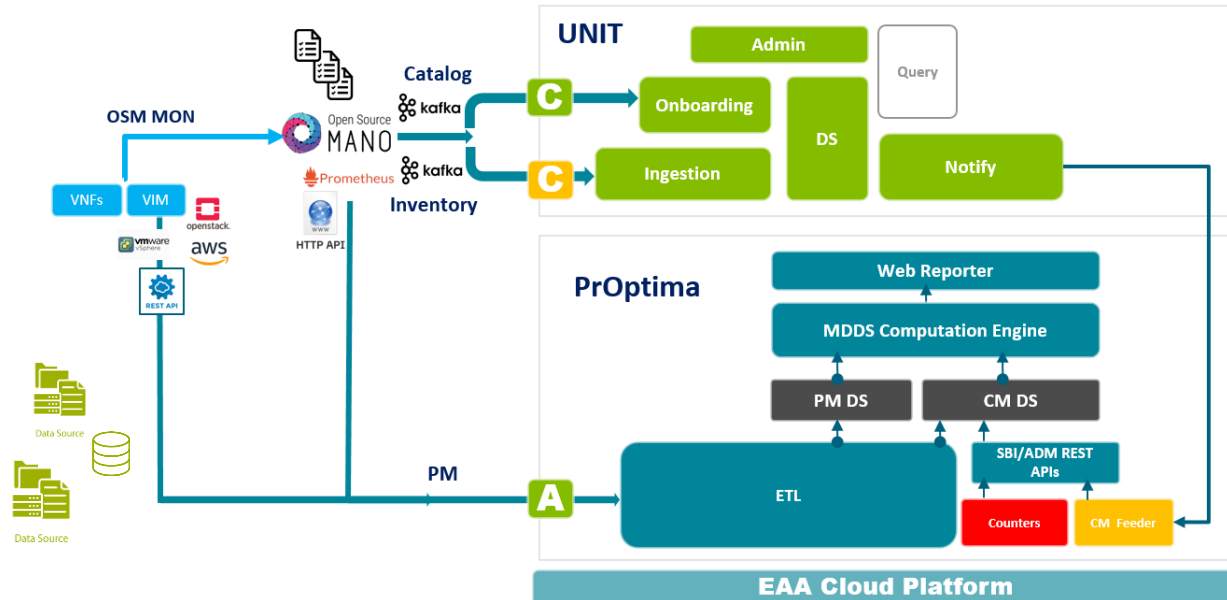 UNIT
Admin
Query
Catalog
kafka
C
Onboarding
DS
OSM MON
Open Source
MANO
kafka
C
Ingestion
Notify
Prometheus
Inventory
VNFs
VIM
openstack.
WWW
HTTP API
vmware
vSphere
aws
REST API
PrOptima
Web Reporter
MDDS Computation Engine
PM DS
CM DS
Data Source
SBI/ADM REST
APIs
PM
A
ETL
Counters
CM Feeder
Data Source
EAA Cloud Platform